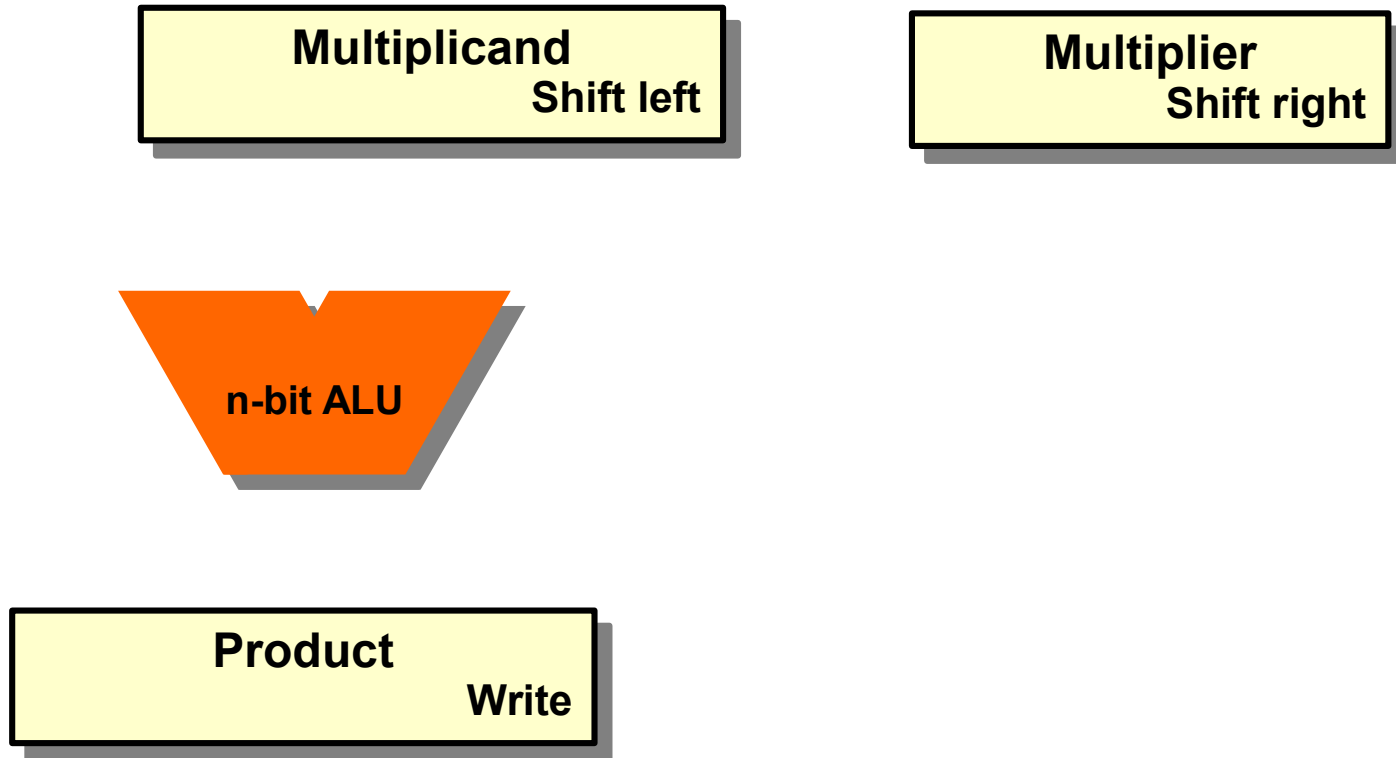 Multiplicand
Shift left
Multiplier
Shift right
n-bit ALU
Product
Write